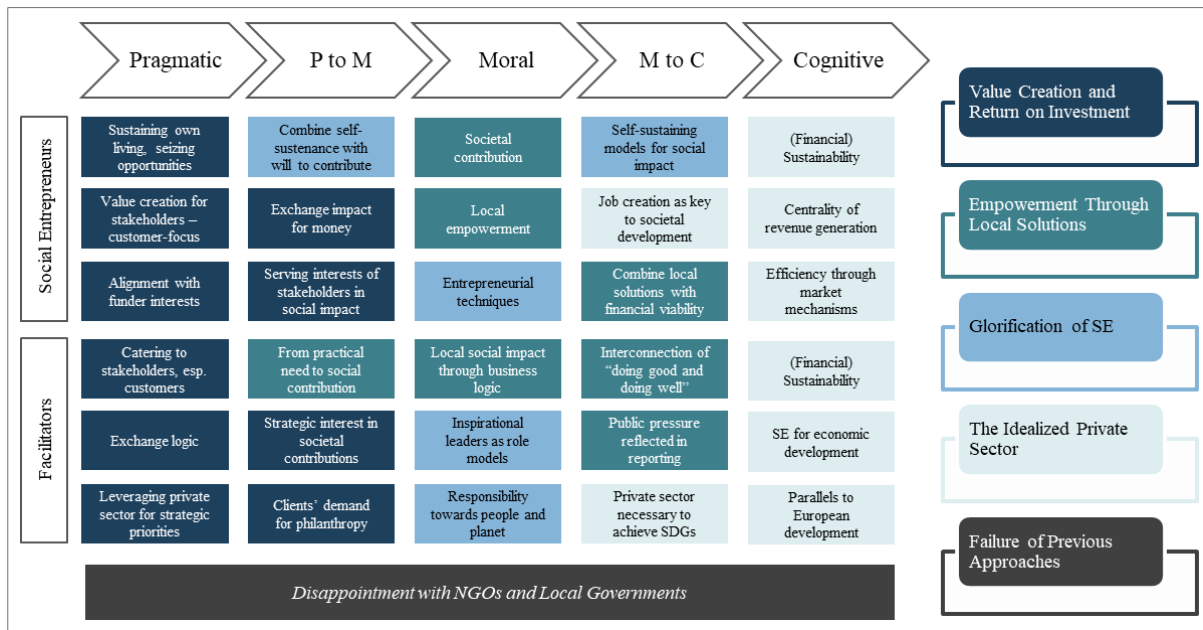 Pragmatic
P to M
Moral
M to C
Cognitive
Social Entrepreneurs
Sustaining own
living, seizing
opportunities
Combine self-
sustenance with
will to contribute
Societal
contribution
Self-sustaining
models for social
impact
(Financial)
Sustainability
Value creation for
stakeholders –
customer-focus
Exchange impact
for money
Local
empowerment
Job creation as key
to societal
development
Centrality of
revenue generation
Alignment with
funder interests
Serving interests of
stakeholders in
social impact
Entrepreneurial
techniques
Combine local
solutions with
financial viability
Efficiency through
market
mechanisms
Facilitators
Catering to
stakeholders, esp.
customers
From practical
need to social
contribution
Local social impact
through business
logic
Interconnection of
“doing good and
doing well”
(Financial)
Sustainability
Exchange logic
Strategic interest in
societal
contributions
Inspirational
leaders as role
models
Public pressure
reflected in
reporting
SE for economic
development
Leveraging private
sector for strategic
priorities
Clients’ demand
for philanthropy
Responsibility
towards people and
planet
Private sector
necessary to
achieve SDGs
Parallels to
European
development
Disappointment with NGOs and Local Governments
Value Creation and
Return on Investment
Empowerment Through
Local Solutions
Glorification of SE
The Idealized Private
Sector
Failure of Previous
Approaches